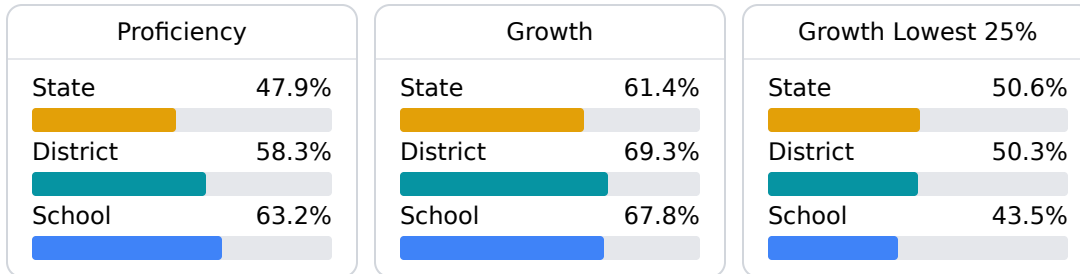 Proficiency
State 47.9%
District 58.3%
School 63.2%
Growth
State 61.4%
District 69.3%
School 67.8%
Growth Lowest 25%
State 50.6%
District 50.3%
School 43.5%